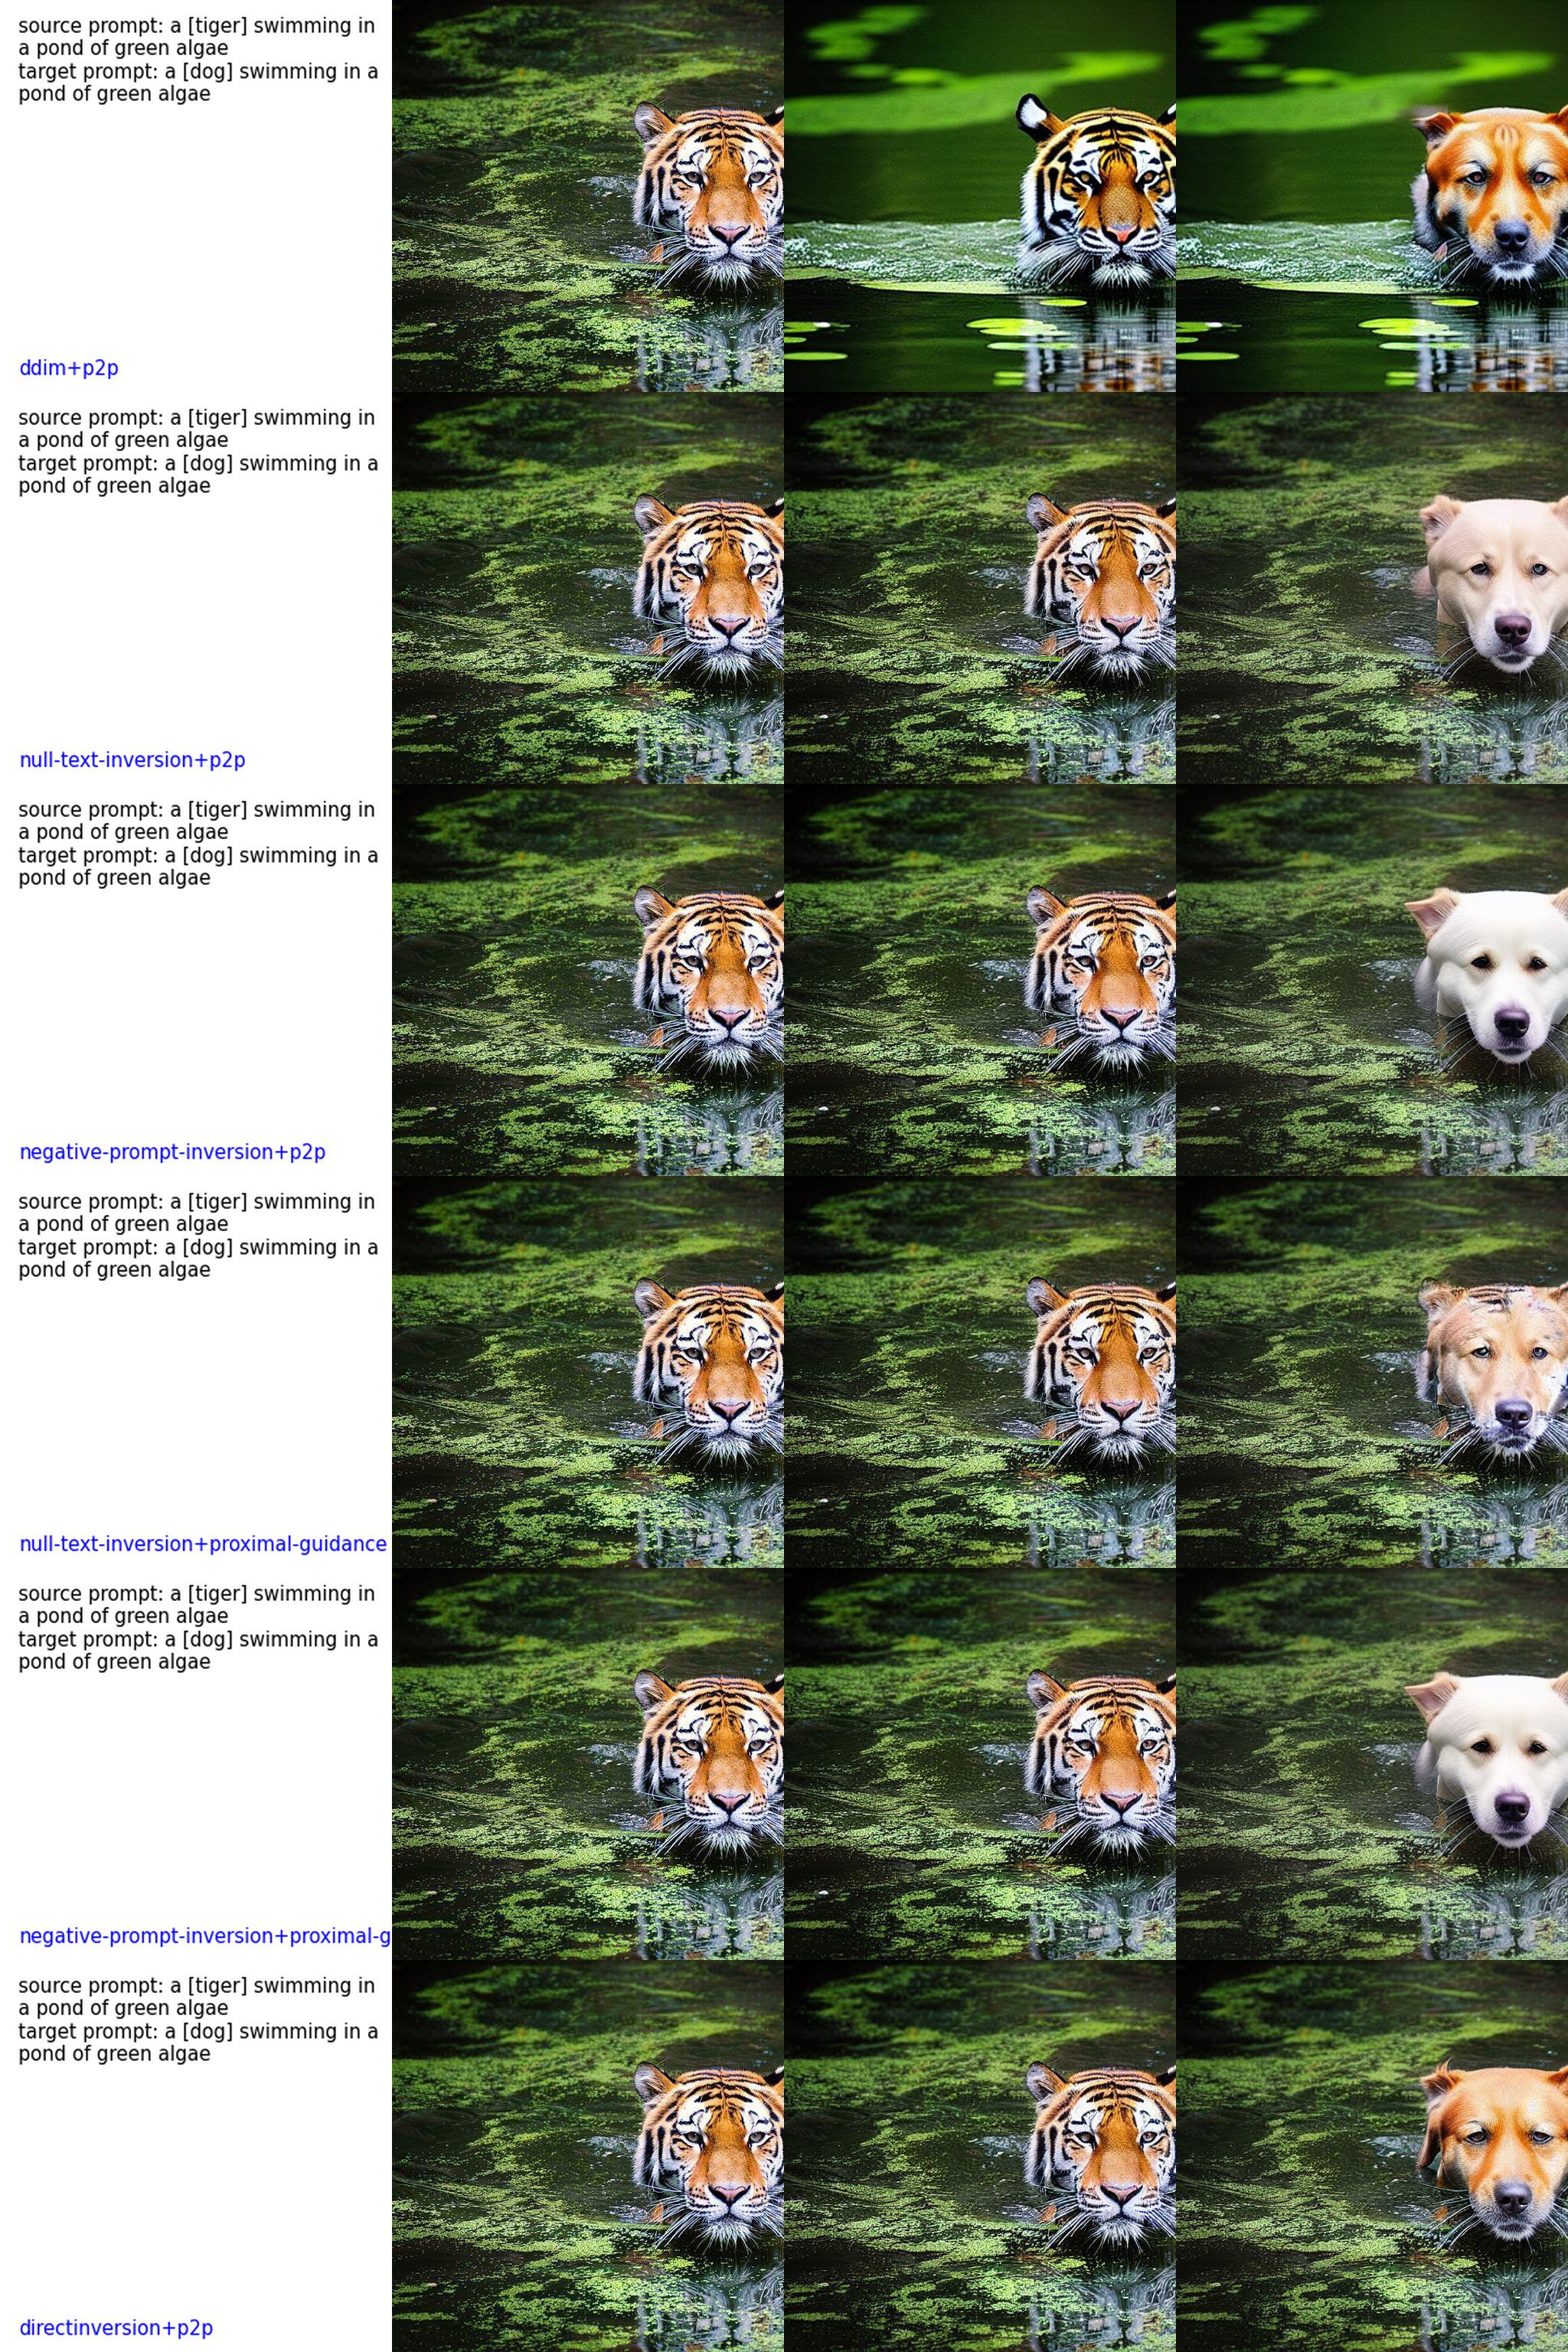 source prompt: a [tiger] swimming in
a pond of green algae
target prompt: a [dog] swimming in a
pond of green algae
ddim+p2p
source prompt: a [tiger] swimming in
a pond of green algae
target prompt: a [dog] swimming in a
pond of green algae
null-text-inversion+p2p
source prompt: a [tiger] swimming in
a pond of green algae
target prompt: a [dog] swimming in a
pond of green algae
negative-prompt-inversion+p2p
source prompt: a [tiger] swimming in
a pond of green algae
target prompt: a [dog] swimming in a
pond of green algae
null-text-inversion+proximal-guidance
source prompt: a [tiger] swimming in
a pond of green algae
target prompt: a [dog] swimming in a
pond of green algae
negative-prompt-inversion+proximal-g
source prompt: a [tiger] swimming in
a pond of green algae
target prompt: a [dog] swimming in a
pond of green algae
directinversion+p2p